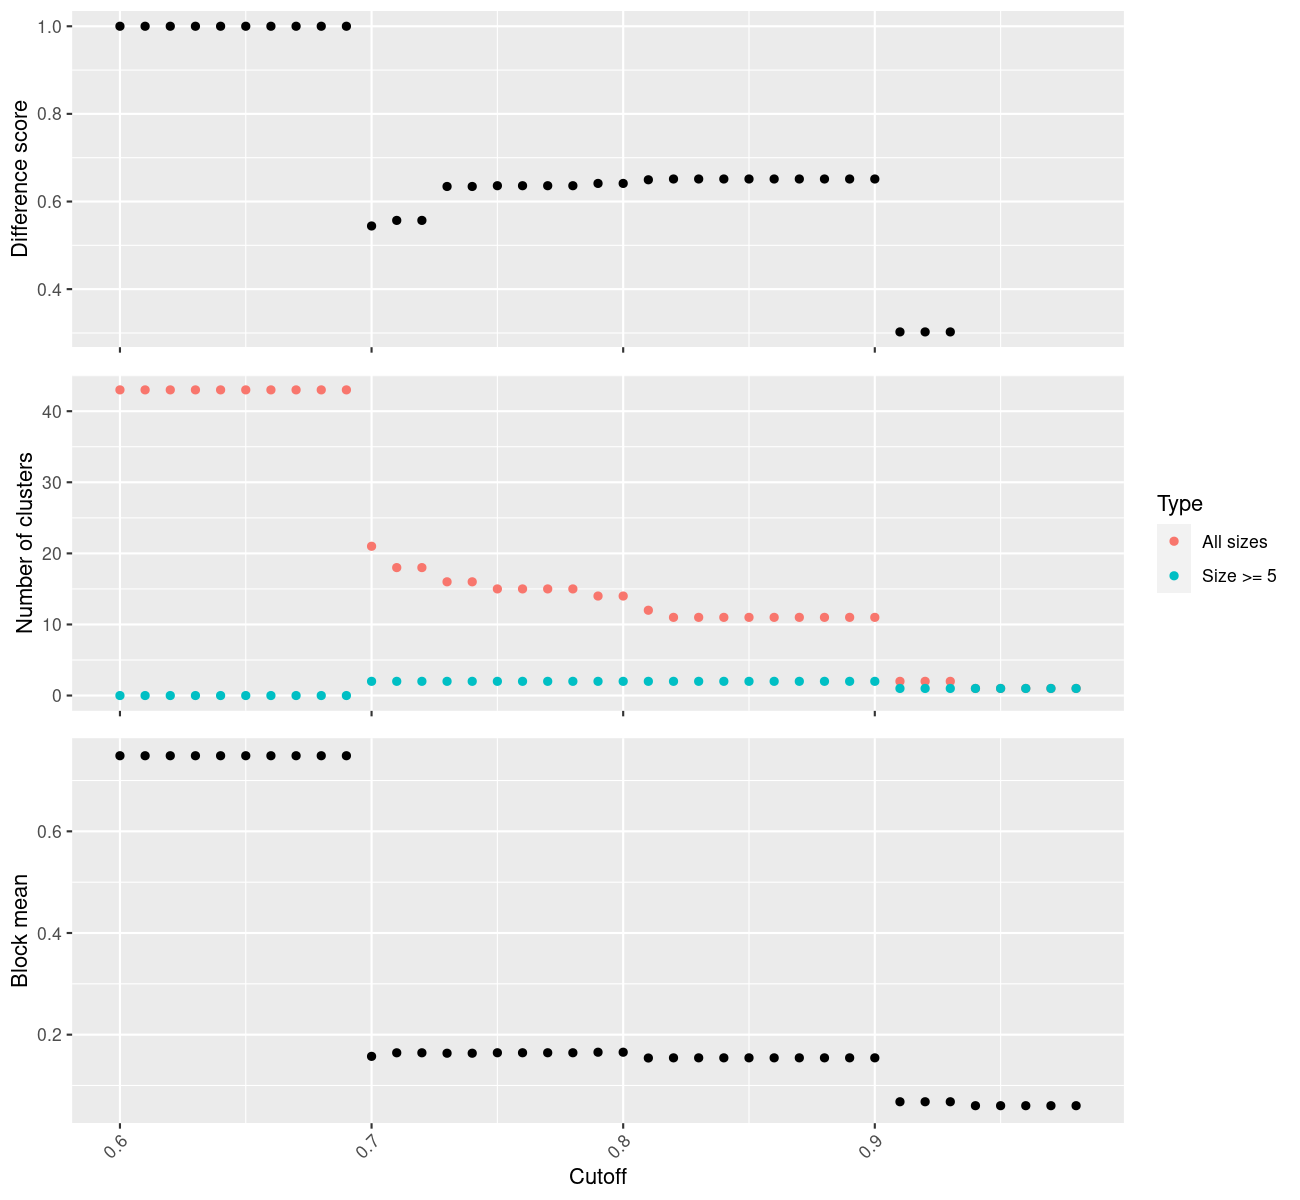 1.0
0.8
0.6
0.4
Difference score
40
30
20
10
0
Number of clusters
Type
All sizes
Size >= 5
0.6
0.4
0.2
Block mean
0.6
0.7
0.8
0.9
Cutoff